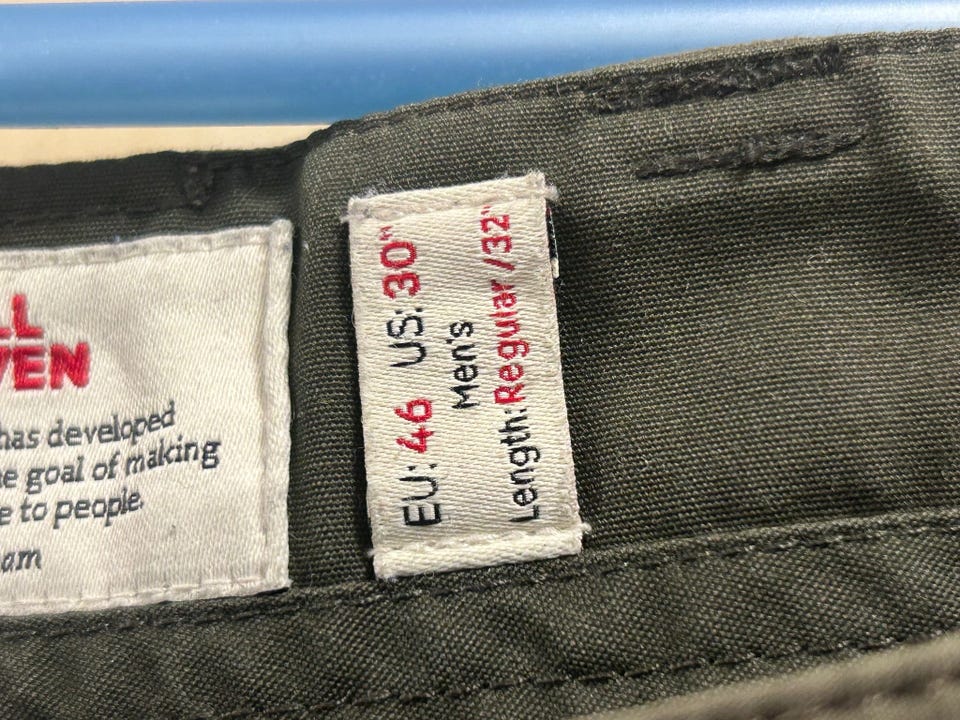 has developed
goal of making
to people.
EU: 46 US: 30"
Men's
Length: Regular /32"